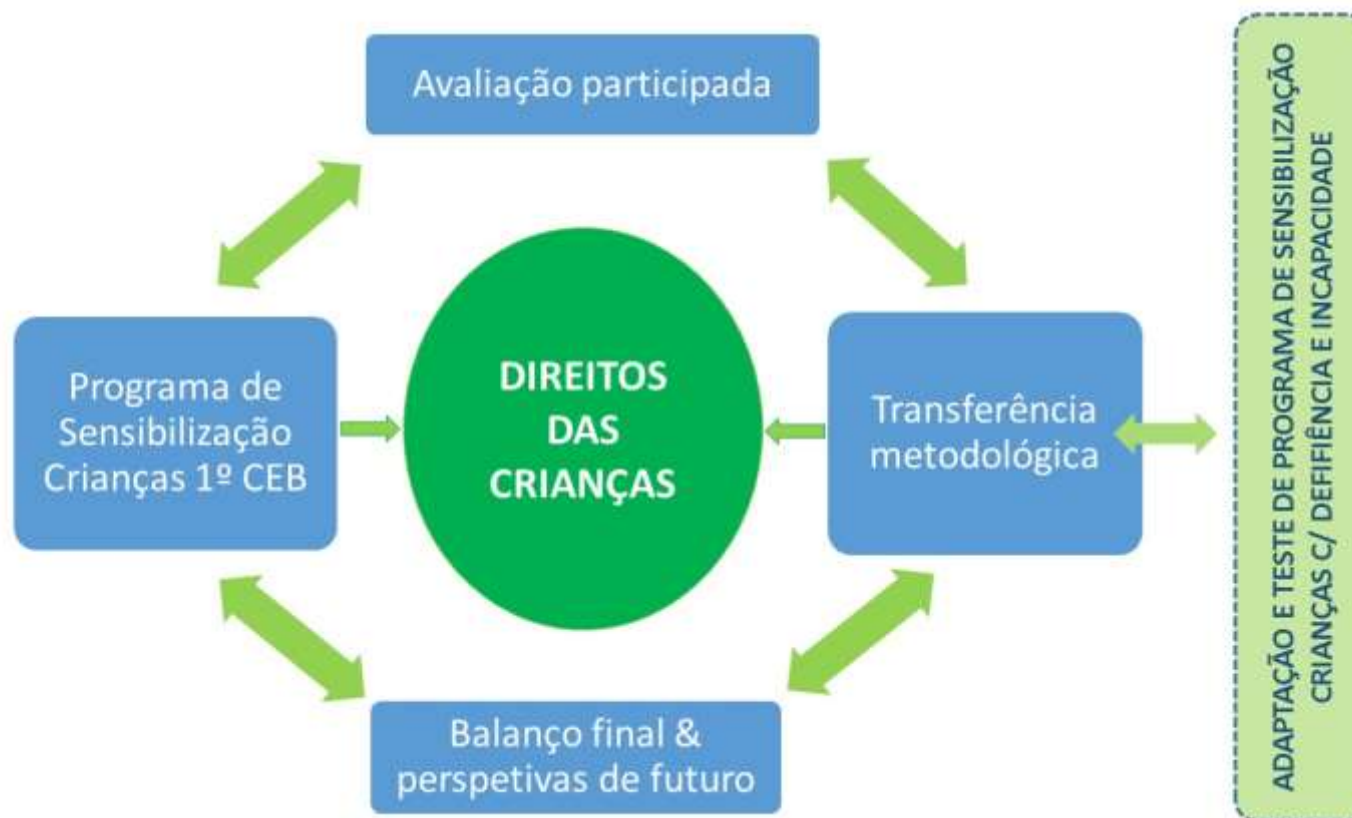 Avaliação participada
Programa de
Sensibilização
Crianças 1º CEB
DIREITOS
DAS
CRIANÇAS
Transferência
metodológica
Balanço final &
perspetivas de futuro
ADAPTAÇÃO E TESTE DE PROGRAMA DE SENSIBILIZAÇÃO
CRIANÇAS C/ DEFIFIÊNCIA E INCAPACIDADE